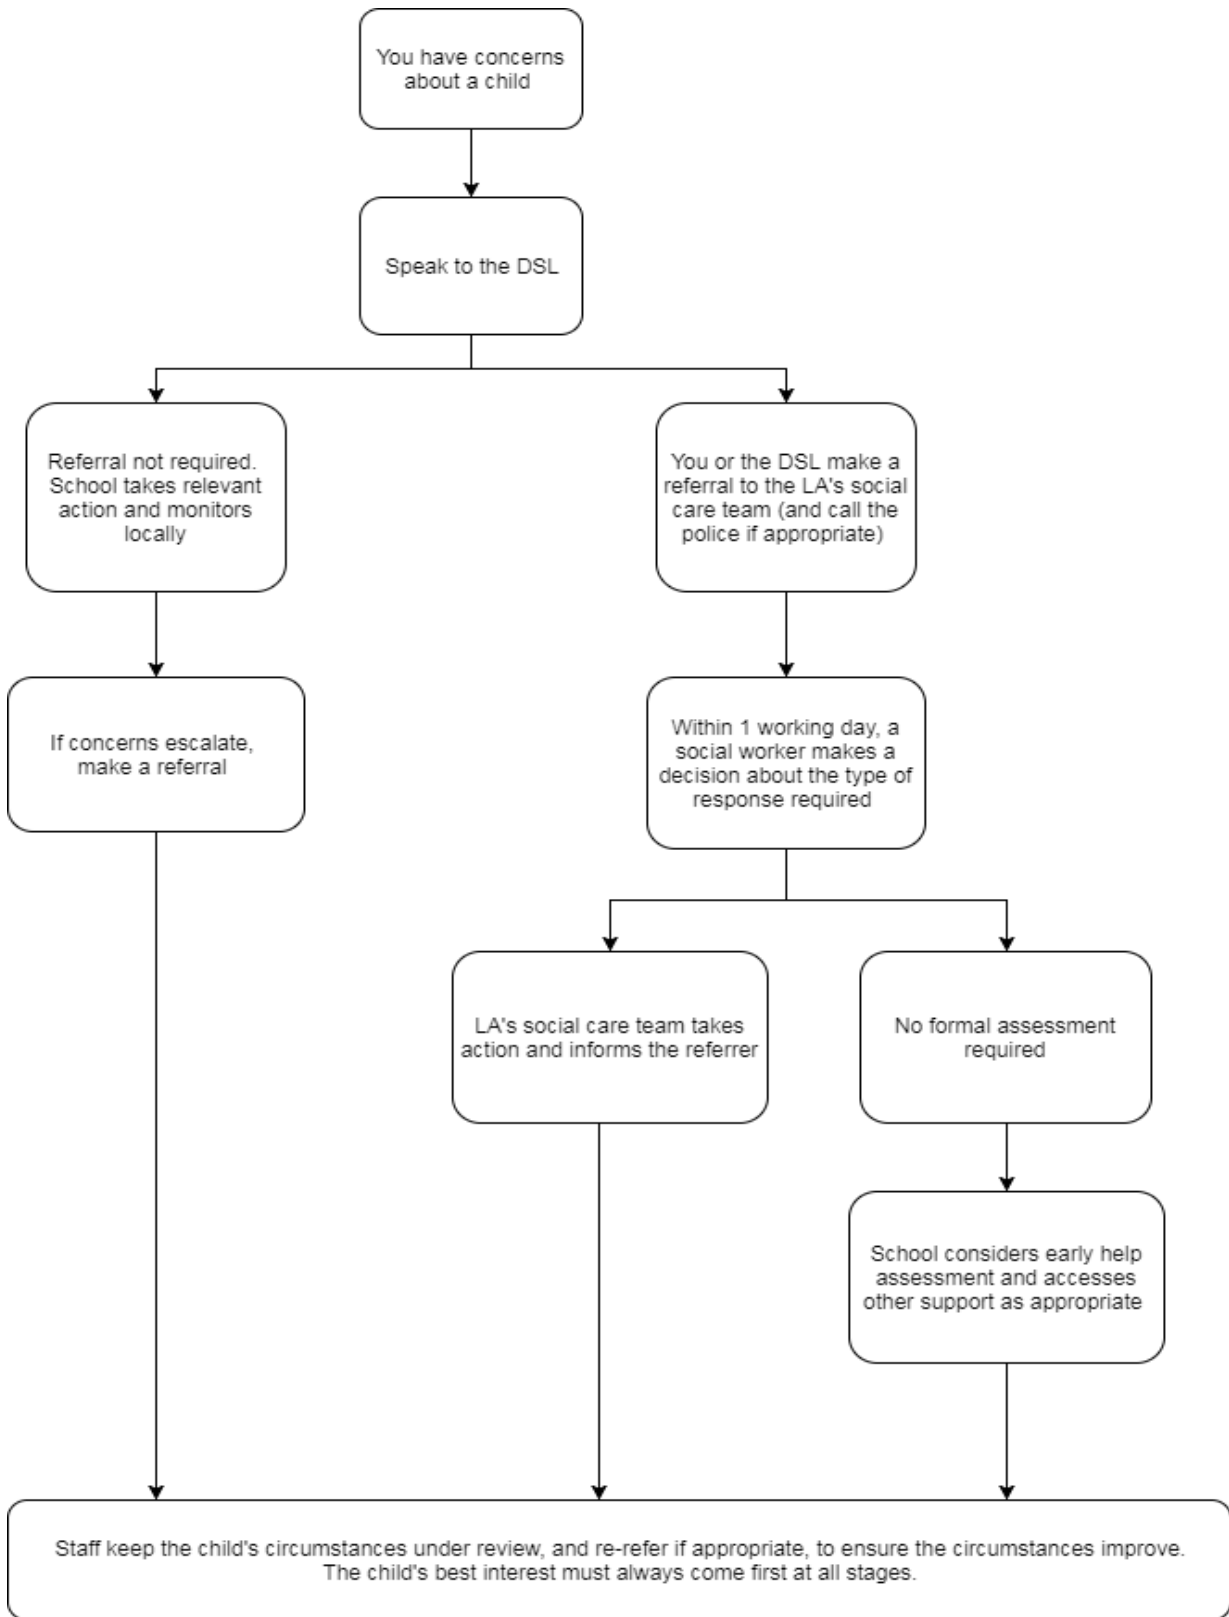 You have concerns
about a child
Speak to the DSL
Referral not required.
School takes relevant
action and monitors
locally
You or the DSL make a
referral to the LA's social
care team (and call the
police if appropriate)
If concerns escalate,
make a referral
Within 1 working day, a
social worker makes a
decision about the type of
response required
LA's social care team takes
action and informs the referrer
No formal assessment
required
School considers early help
assessment and accesses
other support as appropriate
Staff keep the child's circumstances under review, and re-refer if appropriate, to ensure the circumstances improve.
The child's best interest must always come first at all stages.